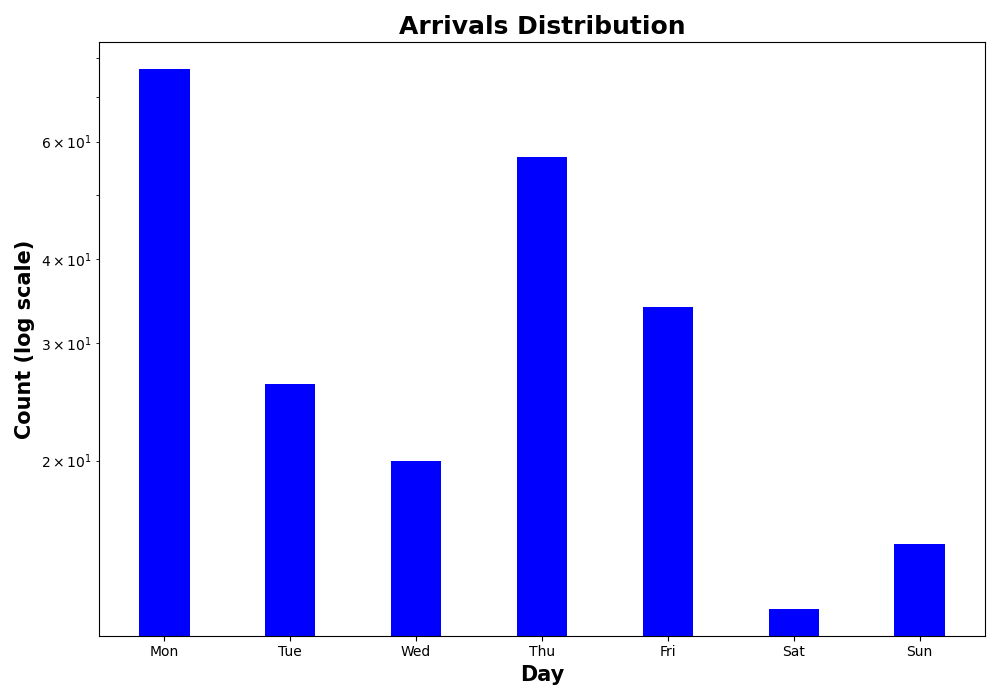 Arrivals Distribution
6 × 10¹
4 × 10¹
3 × 10¹
2 × 10¹
Count (log scale)
Mon Tue Wed Thu Fri Sat Sun
Day